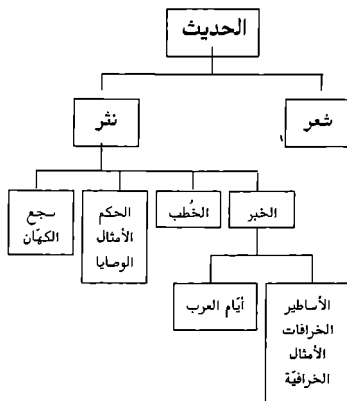 الحديث
شعر
نثر
الخبر
الخُطب
الحكم
الأمثال
الوصايا
سجع
الكهّان
الأساطير
الخرافات
الأمثال
الخرافيّة
أيّام العرب